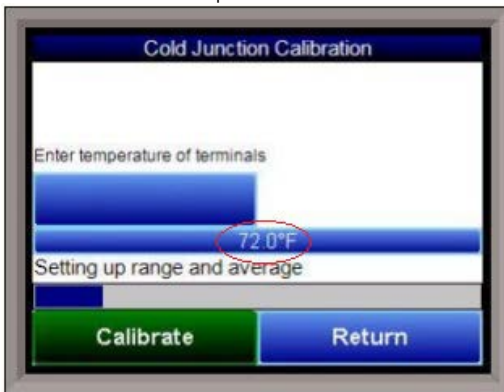 Cold Junction Calibration
Enter temperature of terminals
72.0°F
Setting up range and average
Calibrate
Return